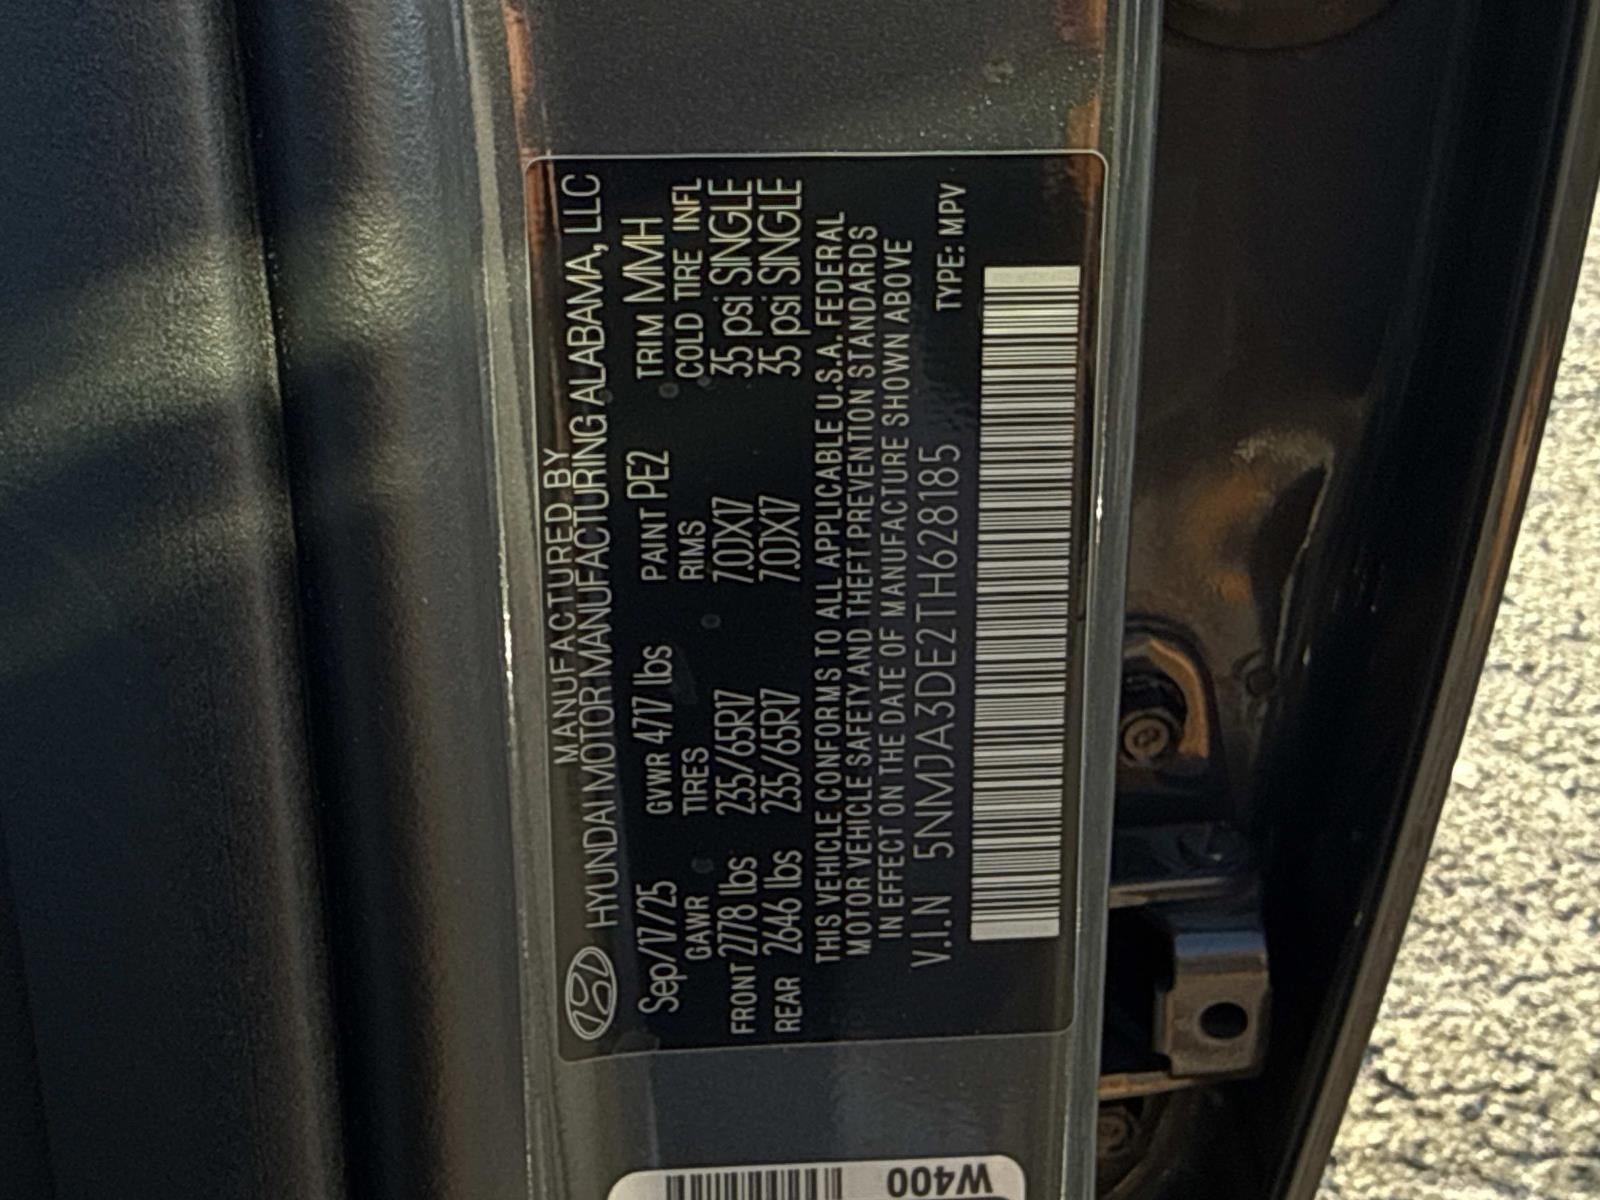 MANUFACTURED BY
HYUNDAI MOTOR MANUFACTURING ALABAMA, LLC
Sep/17/25 GVWR 4717 lbs PAINT PE2 TRIM MMH
GAWR TIRES RIMS COLD TIRE INFL
FRONT 2778 lbs 235/65R17 7.0JX17 35 psi SINGLE
REAR 2646 lbs 235/65R17 7.0JX17 35 psi SINGLE
THIS VEHICLE CONFORMS TO ALL APPLICABLE U.S.A. FEDERAL
MOTOR VEHICLE SAFETY AND THEFT PREVENTION STANDARDS
IN EFFECT ON THE DATE OF MANUFACTURE SHOWN ABOVE
V.I.N 5NMJA3DE2TH628185 TYPE: MPV
W400